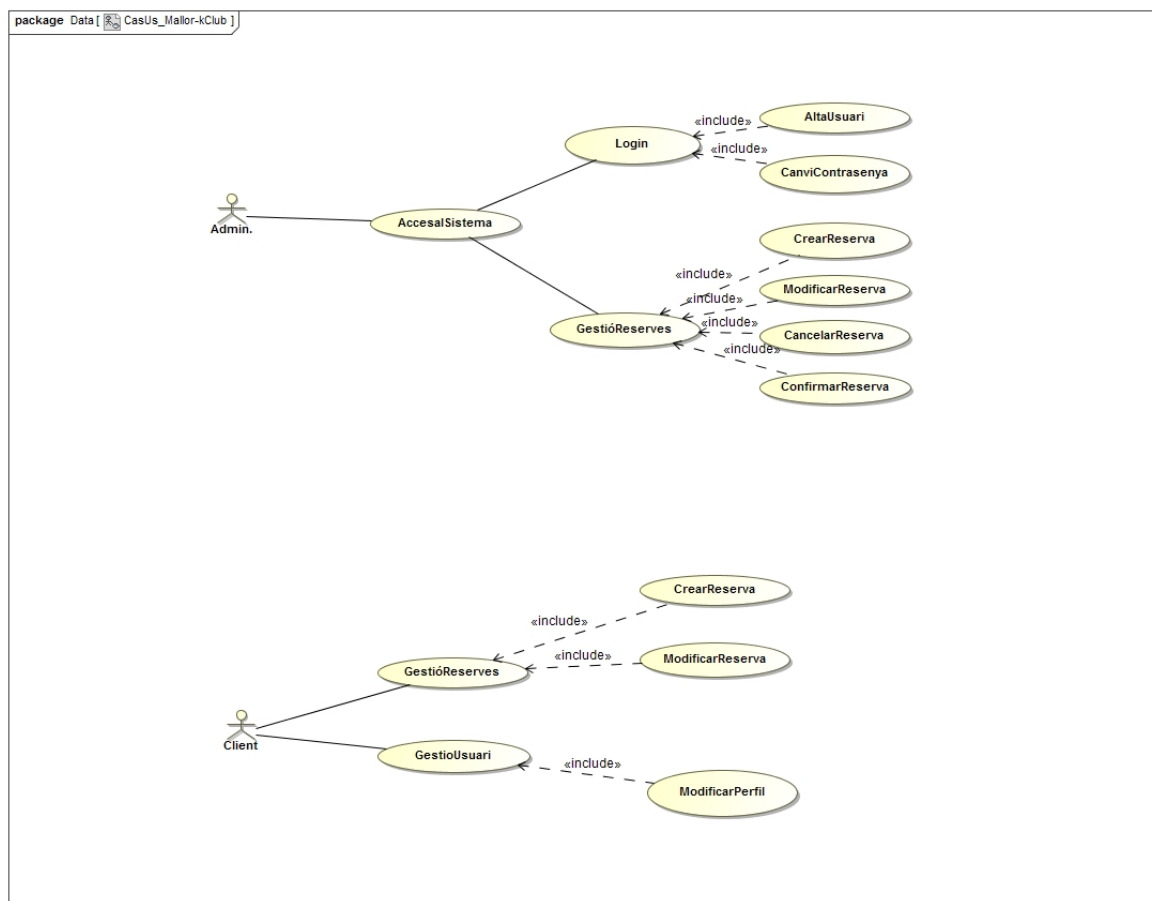 package Data [ CasUs_Mallor-kClub ]
AltaUsuari
«include»
Login
«include»
CanviContrasenya
Admin.
AccesalSistema
CrearReserva
«include»
ModificarReserva
«include»
GestióReserves
«include»
CancelarReserva
«include»
ConfirmarReserva
CrearReserva
«include»
ModificarReserva
«include»
GestióReserves
Client
GestioUsuari
«include»
ModificarPerfil